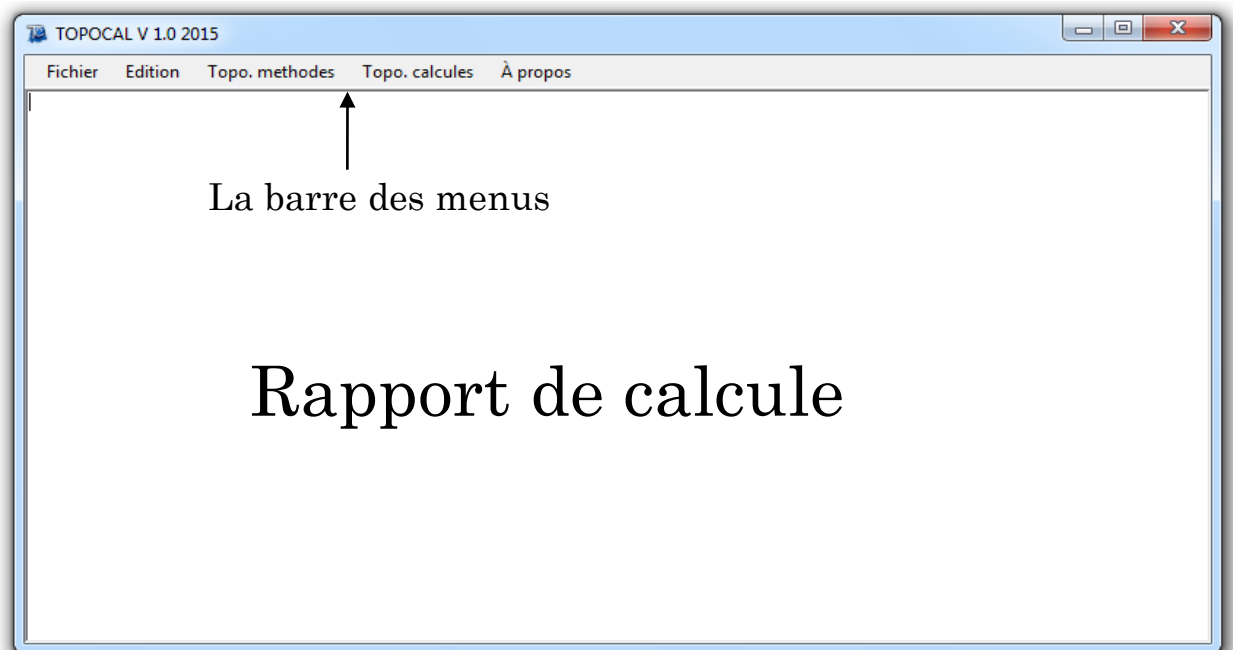 TOPOCAL V 1.0 2015
Fichier Edition Topo. methodes Topo. calcules À propos
La barre des menus
Rapport de calcule